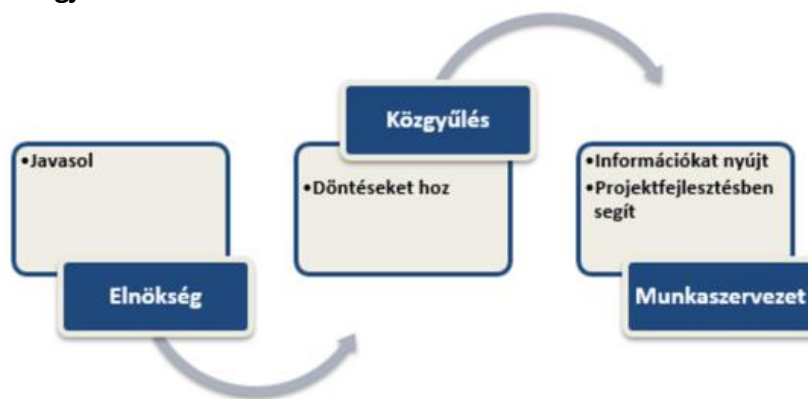 •Javasol
Elnökség
Közgyűlés
•Döntéseket hoz
•Információkat nyújt
•Projektfejlesztésben
segít
Munkaszervezet